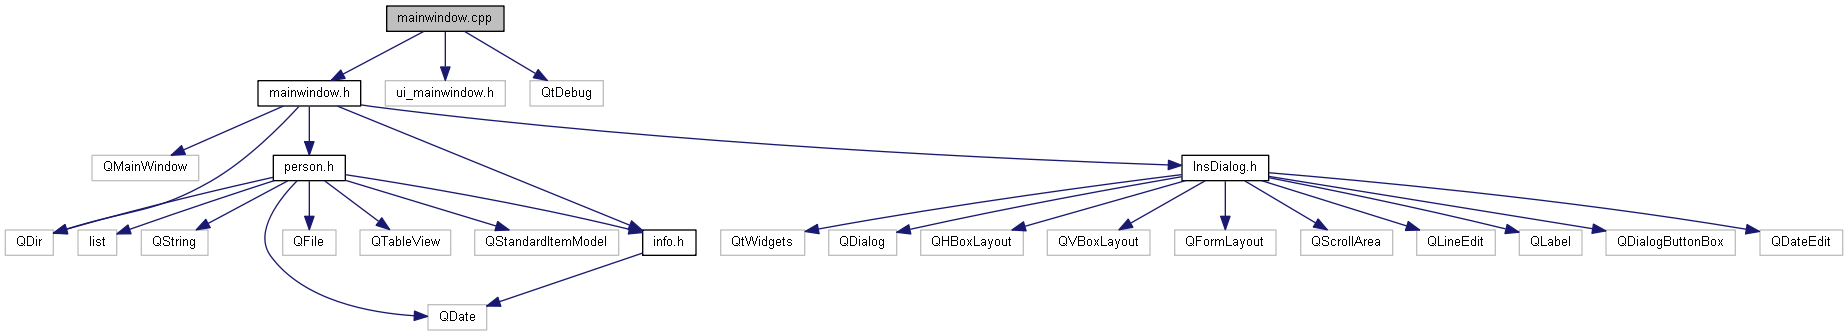 mainwindow.cpp
mainwindow.h
ui_mainwindow.h
QtDebug
QMainWindow
person.h
InsDialog.h
QDir
list
QString
QFile
QTableView
QStandardItemModel
info.h
QtWidgets
QDialog
QHBoxLayout
QVBoxLayout
QFormLayout
QScrollArea
QLineEdit
QLabel
QDialogButtonBox
QDateEdit
QDate